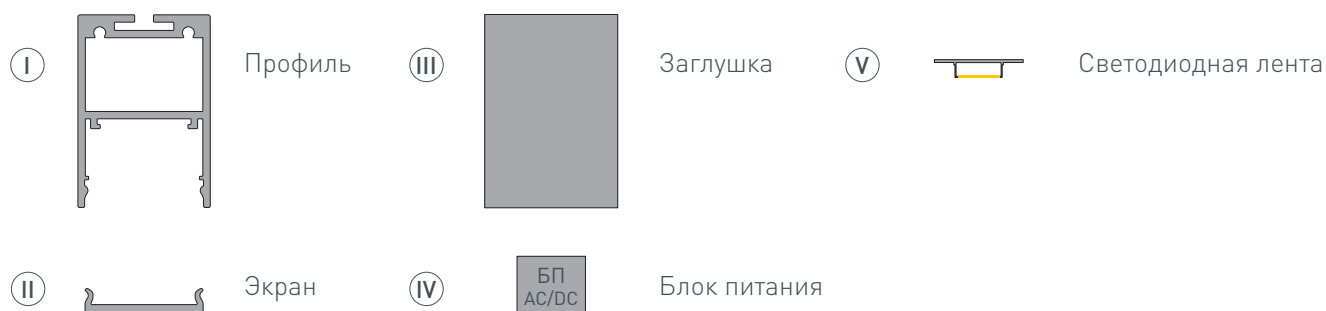 I
Профиль
III
Заглушка
V
Светодиодная лента
II
Экран
IV
БП
AC/DC
Блок питания